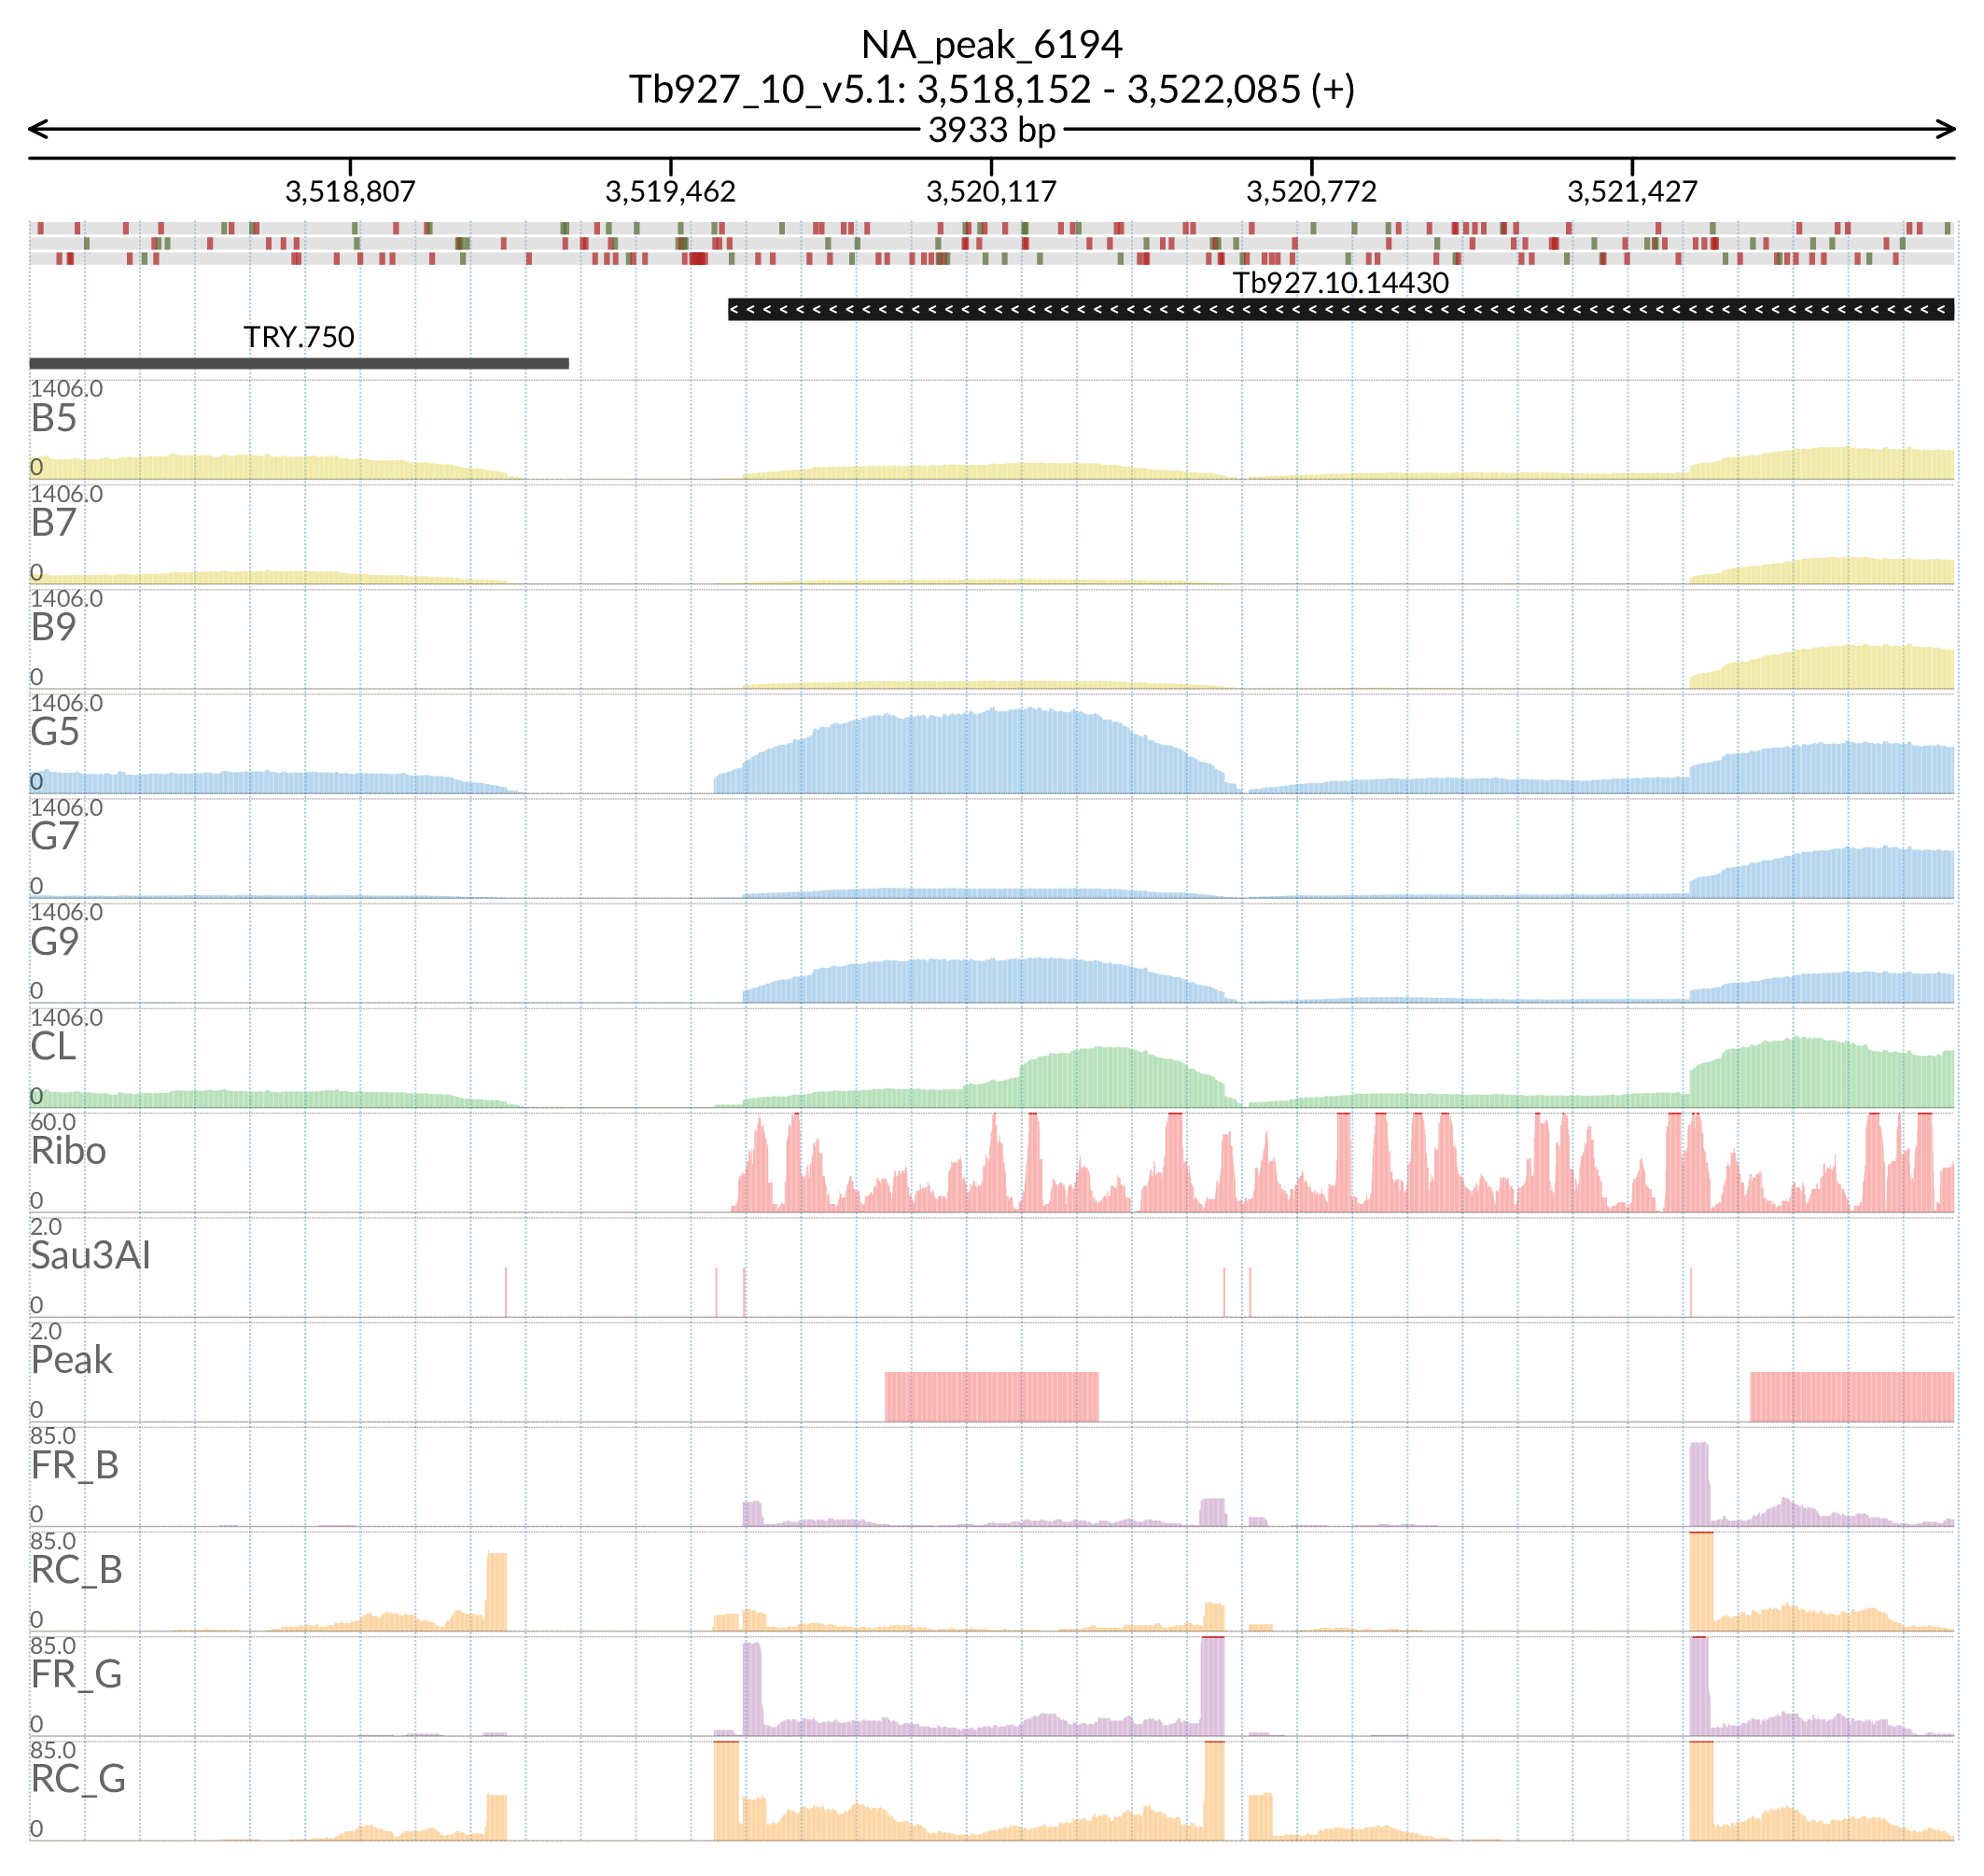 NA_peak_6194
Tb927_10_v5.1: 3,518,152 - 3,522,085 (+)
3933 bp
3,518,807 3,519,462 3,520,117 3,520,772 3,521,427
Tb927.10.14430
< < < < < < < < < < < < < < < < < < < < < < < < < < < < < < < < < < < < < < < < < < < < < < < < < < < < < < < < < < < < < < < < < < < < < < < < < <
TRY.750
1406.0
B5
0
1406.0
B7
0
1406.0
B9
0
1406.0
G5
0
1406.0
G7
0
1406.0
G9
0
1406.0
CL
0
60.0
Ribo
0
2.0
Sau3AI
0
2.0
Peak
0
85.0
FR_B
0
85.0
RC_B
0
85.0
FR_G
0
85.0
RC_G
0